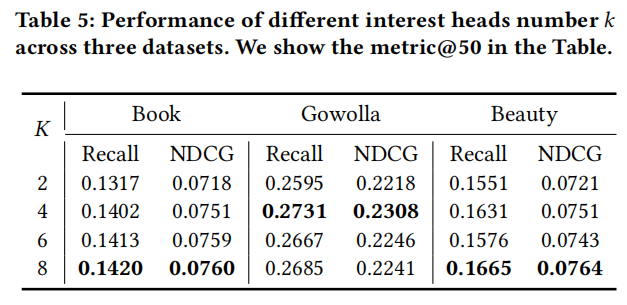 Table 5: Performance of different interest heads number k
across three datasets. We show the metric@50 in the Table.
K Book Gowolla Beauty
Recall NDCG Recall NDCG Recall NDCG
2 0.1317 0.0718 0.2595 0.2218 0.1551 0.0721
4 0.1402 0.0751 0.2731 0.2308 0.1631 0.0751
6 0.1413 0.0759 0.2667 0.2246 0.1576 0.0743
8 0.1420 0.0760 0.2685 0.2241 0.1665 0.0764